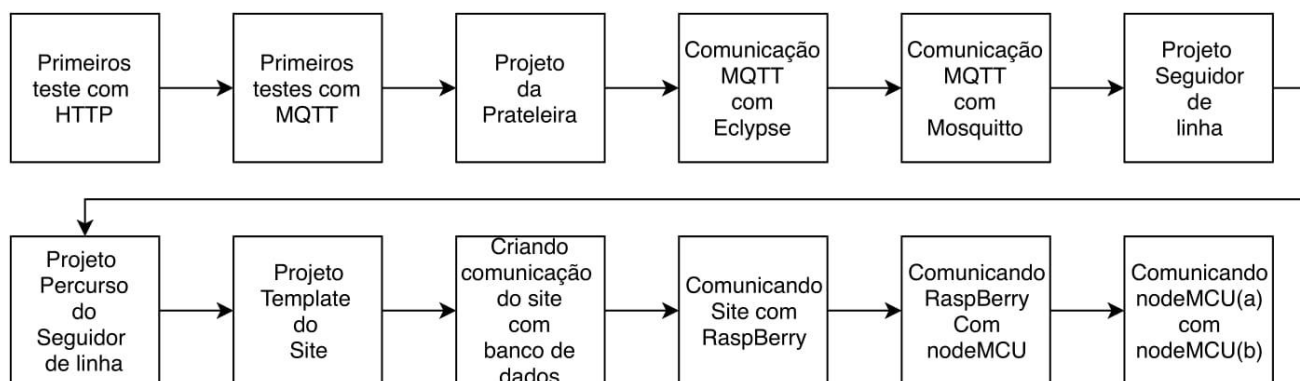 Primeiros
teste com
HTTP
Primeiros
testes com
MQTT
Projeto
da
Prateleira
Comunicação
MQTT
com
Eclypse
Comunicação
MQTT
com
Mosquitto
Projeto
Seguidor
de
linha
Projeto
Percurso
do
Seguidor
de linha
Projeto
Template
do
Site
Criando
comunicação
do site
com
banco de
dados
Comunicando
Site com
RaspBerry
Comunicando
RaspBerry
Com
nodeMCU
Comunicando
nodeMCU(a)
com
nodeMCU(b)